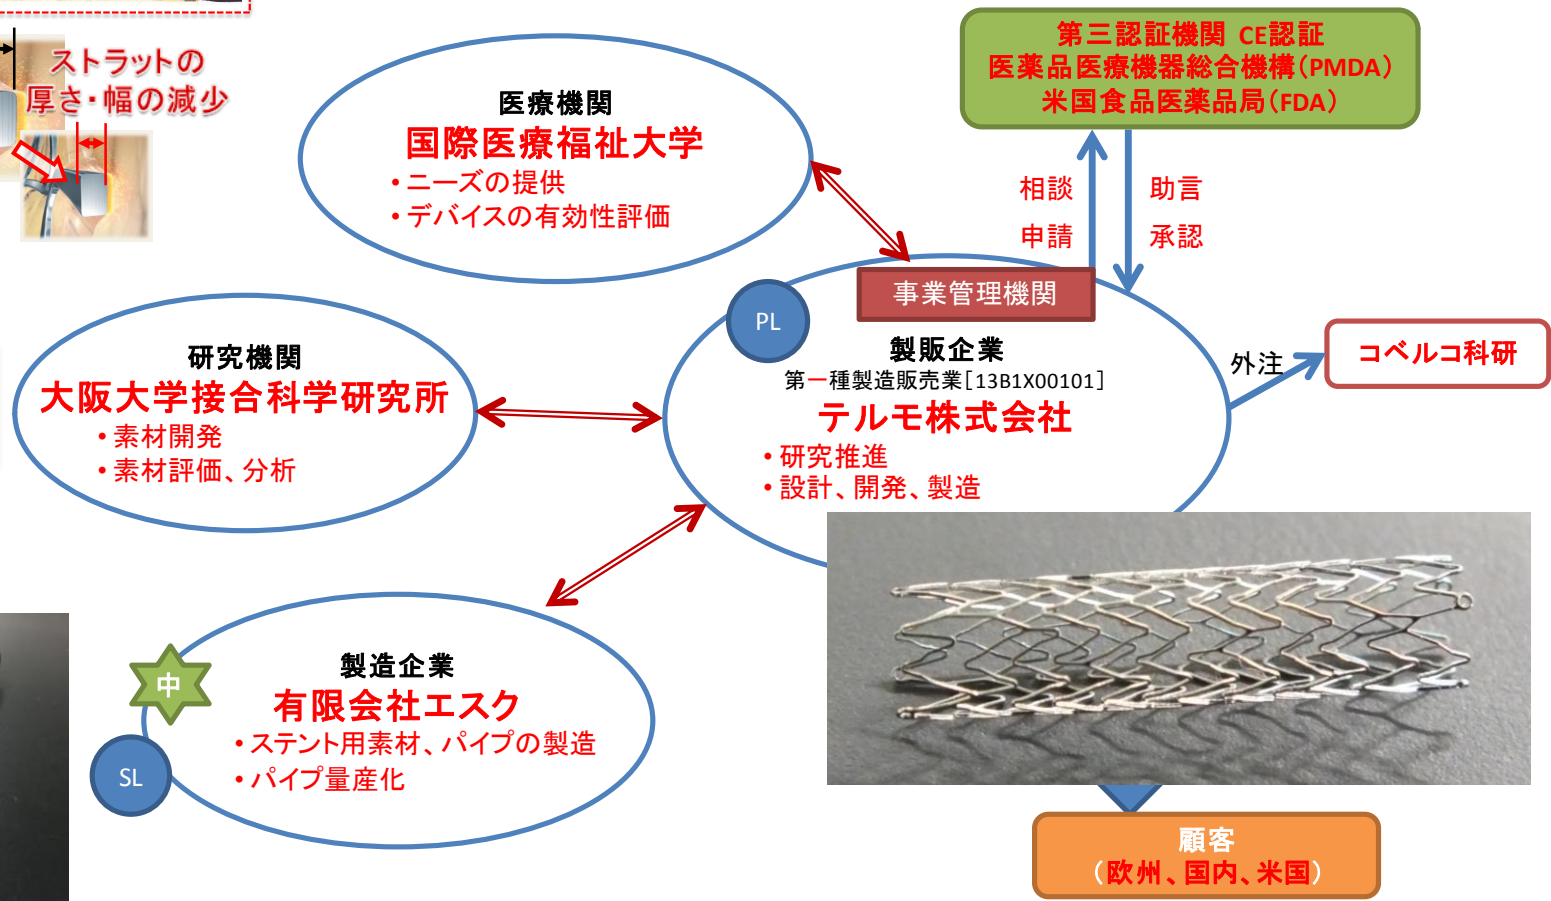 ストラットの
厚さ・幅の減少
医療機関
国際医療福祉大学
・ニーズの提供
・デバイスの有効性評価
第三認証機関 CE認証
医薬品医療機器総合機構(PMDA)
米国食品医薬品局(FDA)
相談
申請
助言
承認
事業管理機関
PL
製販企業
第一種製造販売業[13B1X00101]
テルモ株式会社
・研究推進
・設計、開発、製造
外注
コベルコ科研
研究機関
大阪大学接合科学研究所
・素材開発
・素材評価、分析
中
SL
製造企業
有限会社エスク
・ステント用素材、パイプの製造
・パイプ量産化
顧客
(欧州、国内、米国)